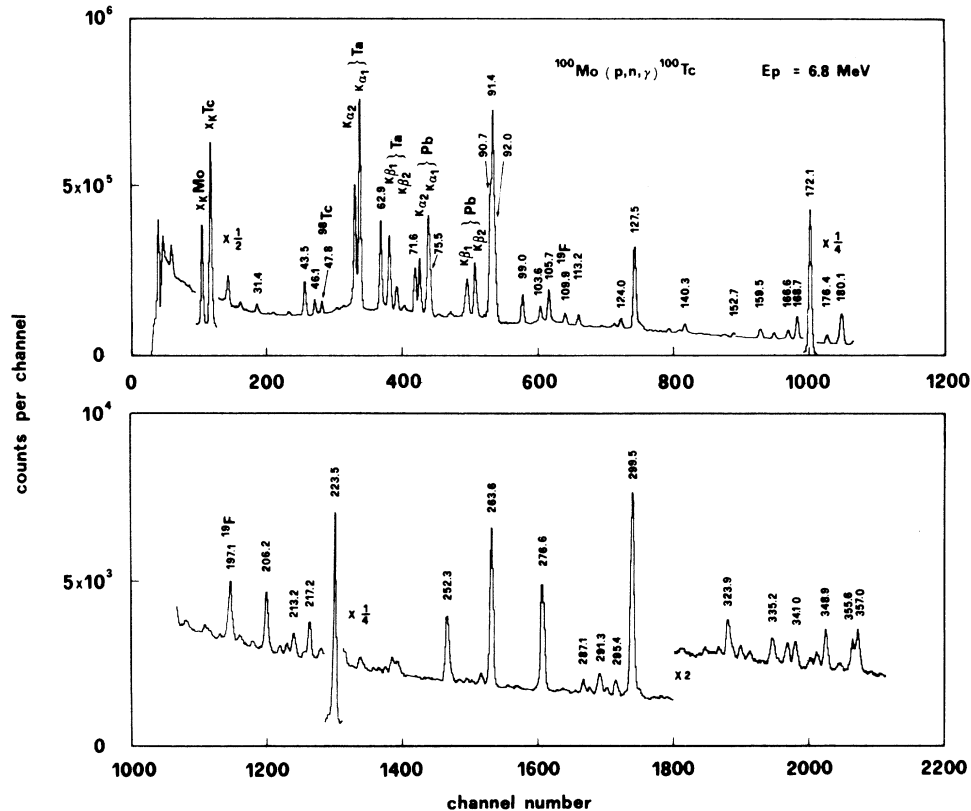 10⁶
5×10⁵
0
¹⁰⁰Mo (p,n,γ) ¹⁰⁰Tc Ep = 6.8 MeV
XK Mo
XK Tc
× 1/2
31.4
43.5
46.1
⁹⁸Tc
47.8
Kα2
Kα1 } Ta
62.9
Kβ1
Kβ2 } Ta
71.6
Kα2
Kα1 } Pb
75.5
Kβ1
Kβ2 } Pb
90.7
91.4
92.0
99.0
103.6
105.7
109.9 ¹⁹F
113.2
124.0
127.5
140.3
152.7
159.5
166.6
168.7
172.1
× 1/4
176.4
180.1
0 200 400 600 800 1000 1200
counts per channel
10⁴
5×10³
0
197.1 ¹⁹F
206.2
213.2
217.2
223.5
× 1/4
252.3
263.6
276.6
287.1
291.3
295.4
299.5
× 2
323.9
335.2
341.0
348.9
355.6
357.0
1000 1200 1400 1600 1800 2000 2200
channel number